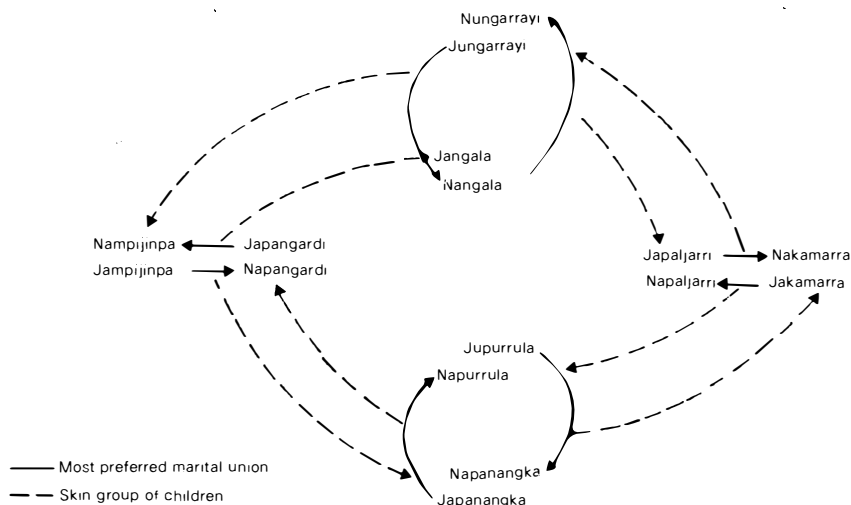 Nungarrayi
Jungarrayi
Jangala
Nangala
Nampijinpa Japangardi
Jampijinpa Napangardi
Japaljarri Nakamarra
Napaljarri Jakamarra
Jupurrula
Napurrula
Napanangka
Japanangka
Most preferred marital union
Skin group of children